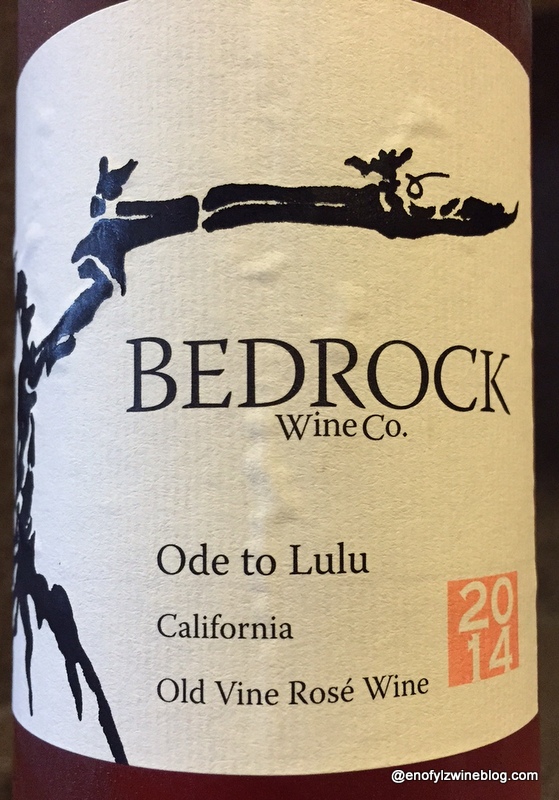 BEDROCK
Wine Co.
Ode to Lulu
California
Old Vine Rosé Wine
20
14
@enofylzwineblog.com